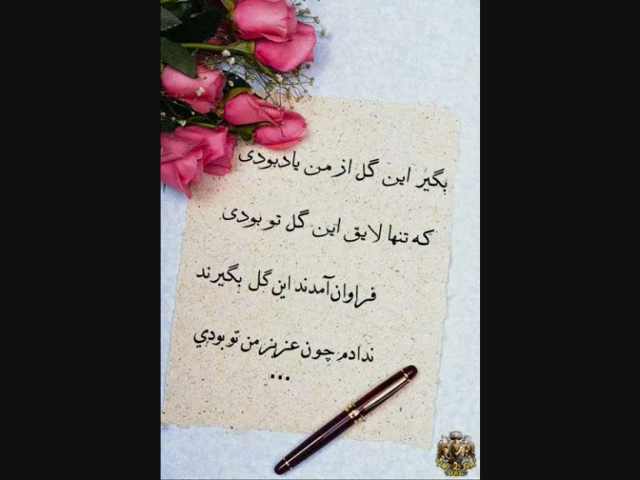 بگیر این گل از من یادبودی
که تنها لایق این گل تو بودی
فراوان آمدند این گل بگیرند
ندادم چون عزیز من تو بودی
...